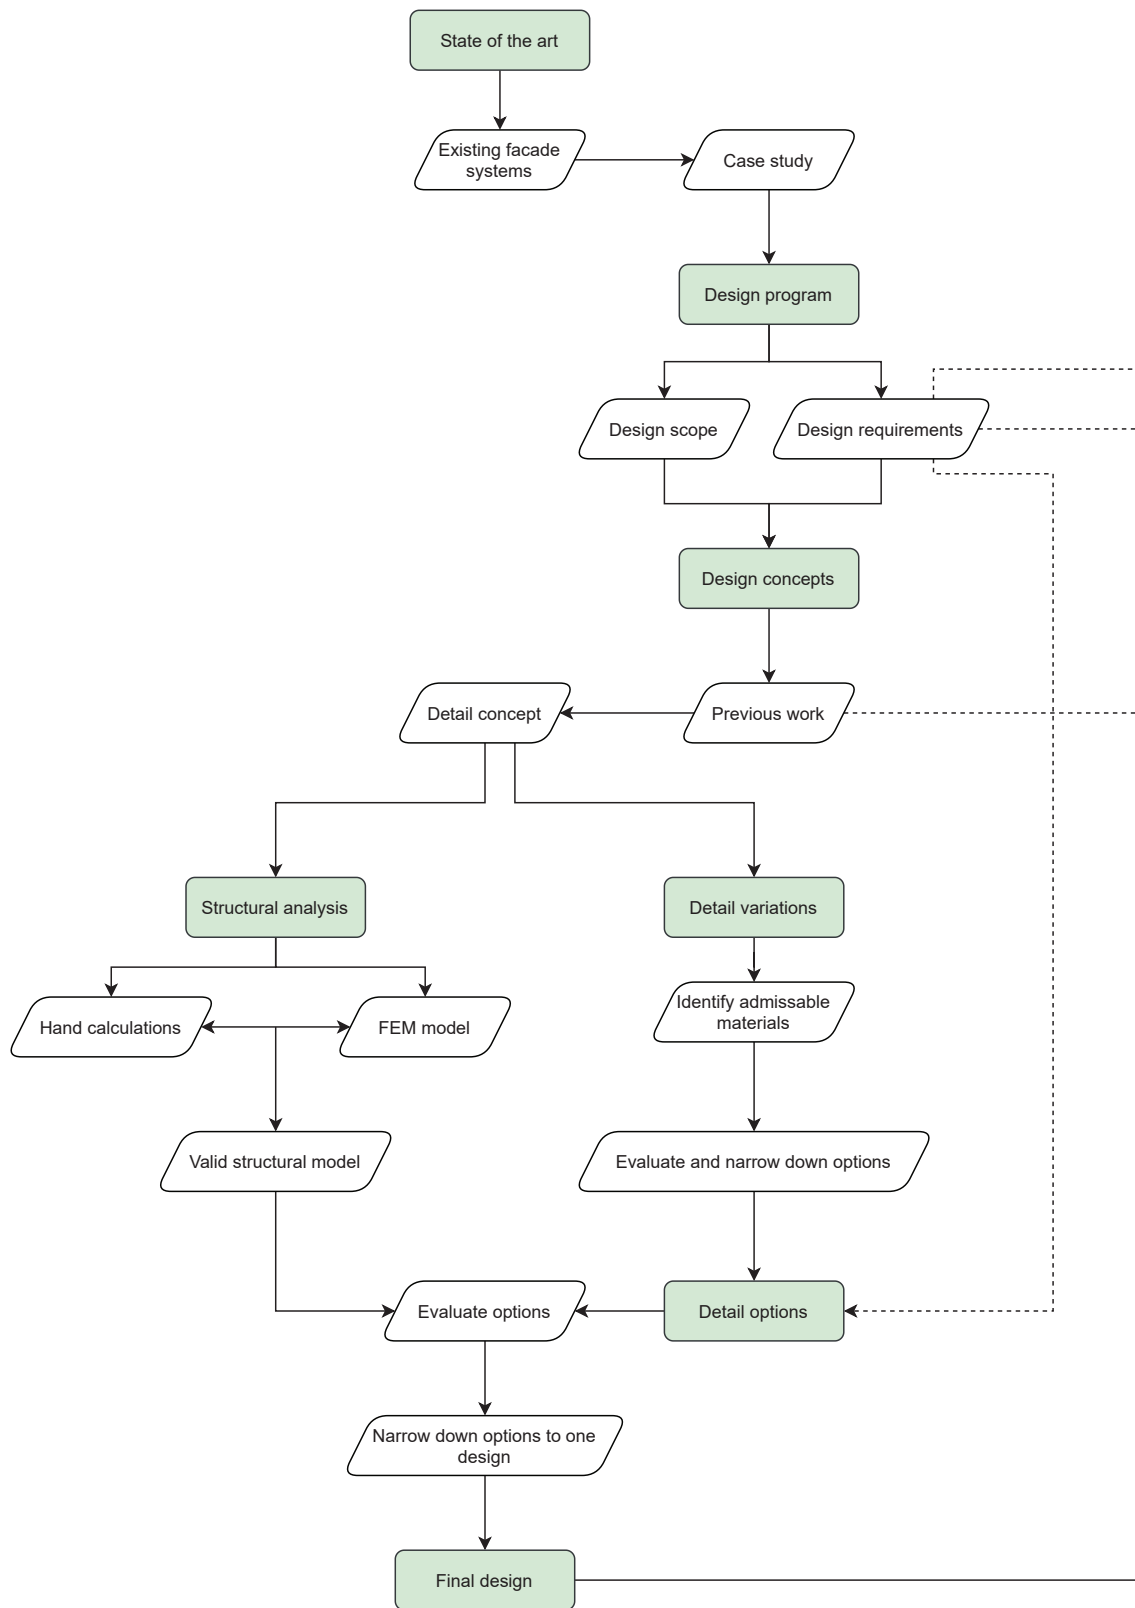 State of the art
Existing facade
systems
Case study
Design program
Design scope
Design requirements
Design concepts
Detail concept
Previous work
Structural analysis
Detail variations
Hand calculations
FEM model
Identify admissable
materials
Valid structural model
Evaluate and narrow down options
Evaluate options
Detail options
Narrow down options to one
design
Final design